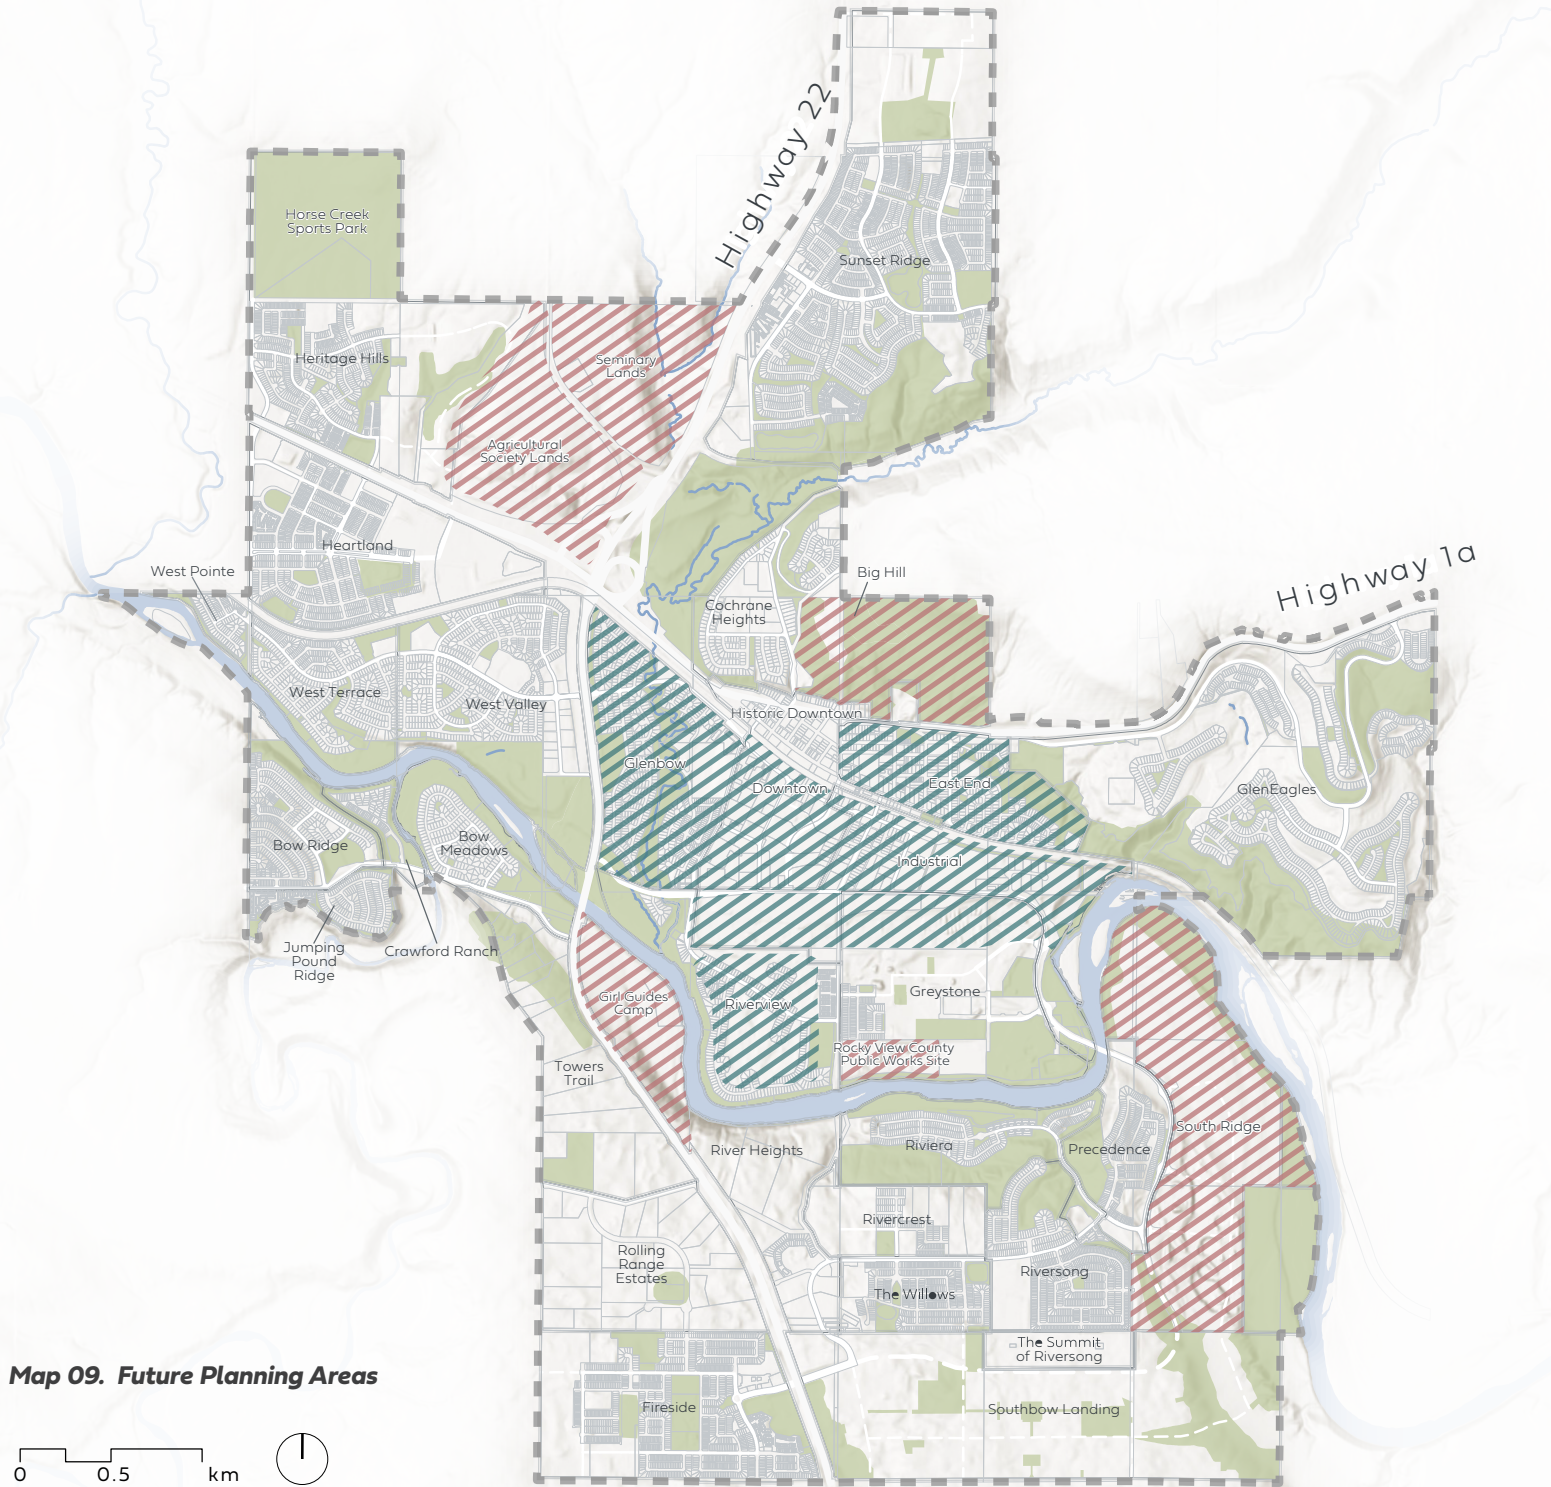 Highway 22
Horse Creek
Sports Park
Sunset Ridge
Heritage Hills
Seminary
Lands
Agricultural
Society Lands
Heartland
Highway 1a
West Pointe
Big Hill
Cochrane
Heights
West Terrace
West Valley
Historic Downtown
Glenbow
Downtown
East End
GlenEagles
Bow Ridge
Bow
Meadows
Industrial
Jumping
Pound
Ridge
Crawford Ranch
Girl Guides
Camp
Riverview
Greystone
Rocky View County
Public Works Site
Towers
Trail
South Ridge
River Heights
Riviera
Precedence
Rivercrest
Rolling
Range
Estates
Riversong
The Willows
The Summit
of Riversong
Map 09. Future Planning Areas
Fireside
Southbow Landing
0 0.5 km